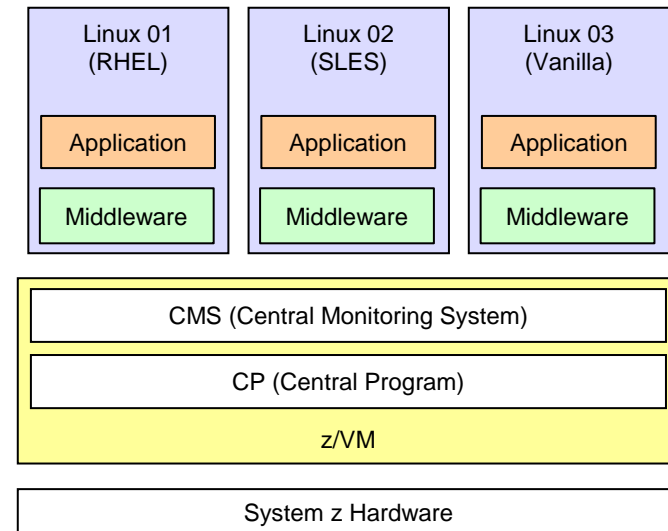 Linux 01
(RHEL)
Application
Middleware
Linux 02
(SLES)
Application
Middleware
Linux 03
(Vanilla)
Application
Middleware
CMS (Central Monitoring System)
CP (Central Program)
z/VM
System z Hardware